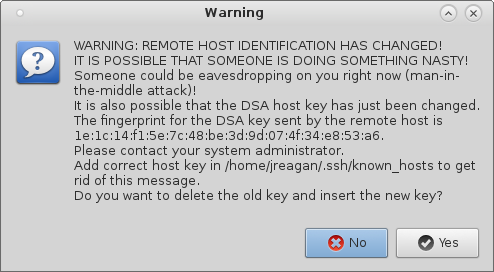 Warning
WARNING: REMOTE HOST IDENTIFICATION HAS CHANGED!
IT IS POSSIBLE THAT SOMEONE IS DOING SOMETHING NASTY!
Someone could be eavesdropping on you right now (man-in-
the-middle attack)!
It is also possible that the DSA host key has just been changed.
The fingerprint for the DSA key sent by the remote host is
1e:1c:14:f1:5e:7c:48:be:3d:9d:07:4f:34:e8:53:a6.
Please contact your system administrator.
Add correct host key in /home/jreagan/.ssh/known_hosts to get
rid of this message.
Do you want to delete the old key and insert the new key?
No
Yes